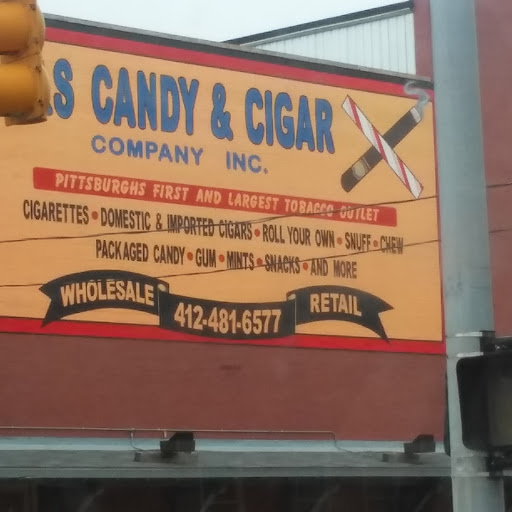 CANDY & CIGAR
COMPANY INC.
PITTSBURGHS FIRST AND LARGEST TOBACCO OUTLET
CIGARETTES • DOMESTIC & IMPORTED CIGARS • ROLL YOUR OWN • SNUFF • CHEW
PACKAGED CANDY • GUM • MINTS • SNACKS • AND MORE
WHOLESALE 412-481-6577 RETAIL